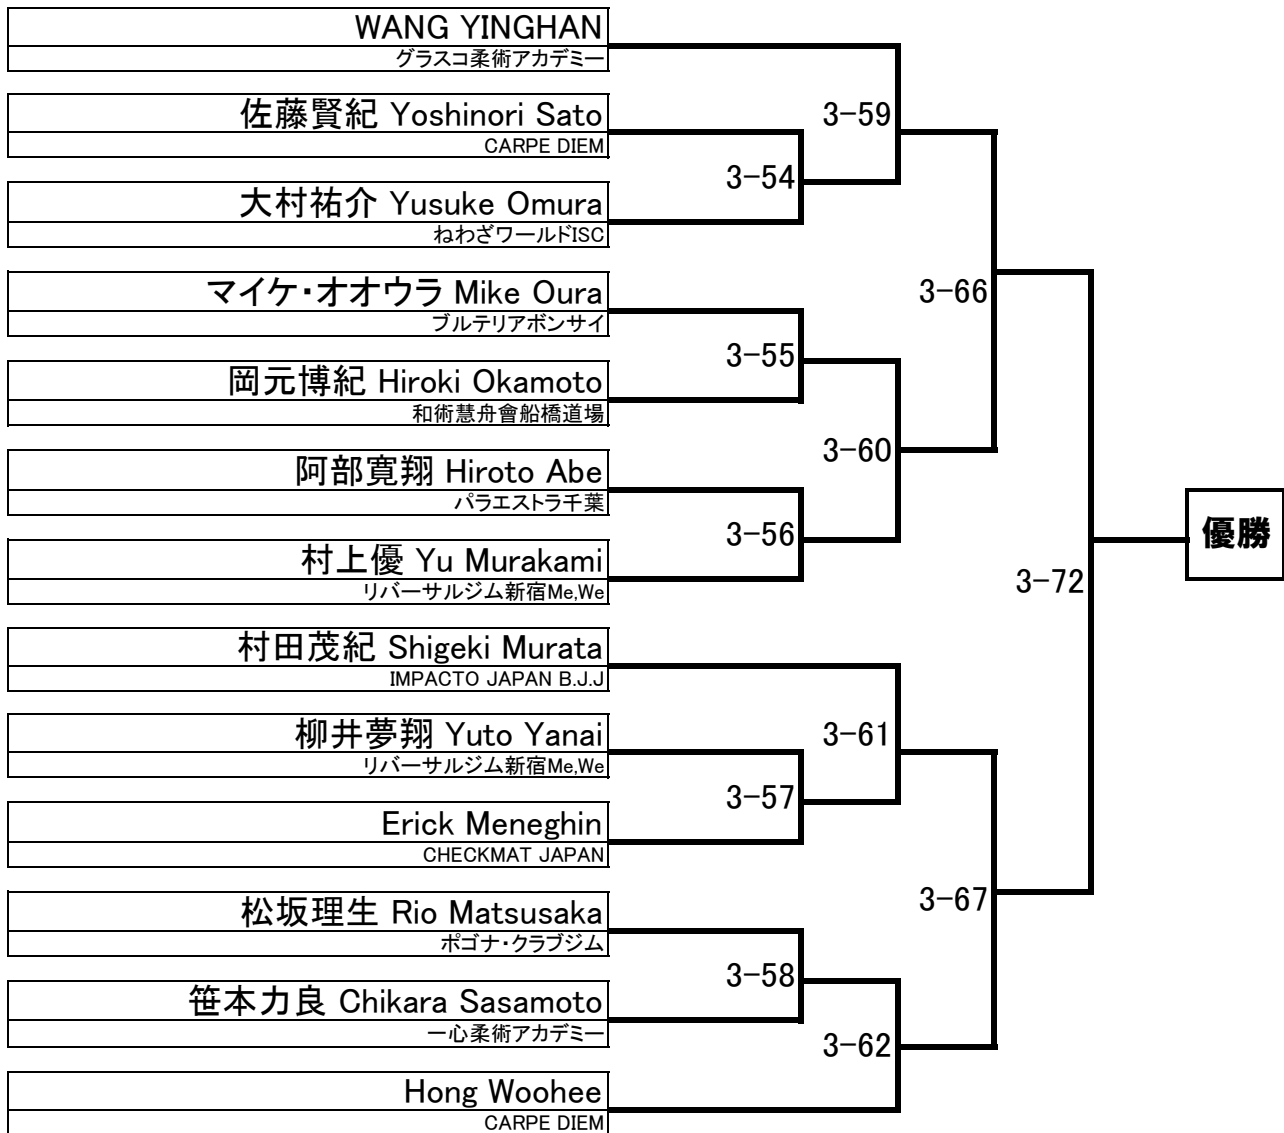 WANG YINGHAN
グラスコ柔術アカデミー
佐藤賢紀 Yoshinori Sato
CARPE DIEM
大村祐介 Yusuke Omura
ねわざワールドISC
マイケ・オオウラ Mike Oura
ブルテリアボンサイ
岡元博紀 Hiroki Okamoto
和術慧舟會船橋道場
阿部寛翔 Hiroto Abe
パラエストラ千葉
村上優 Yu Murakami
リバーサルジム新宿Me,We
村田茂紀 Shigeki Murata
IMPACTO JAPAN B.J.J
柳井夢翔 Yuto Yanai
リバーサルジム新宿Me,We
Erick Meneghin
CHECKMAT JAPAN
松坂理生 Rio Matsusaka
ポゴナ・クラブジム
笹本力良 Chikara Sasamoto
一心柔術アカデミー
Hong Woohee
CARPE DIEM
3-54
3-55
3-56
3-57
3-58
3-59
3-60
3-61
3-62
3-66
3-67
3-72
優勝